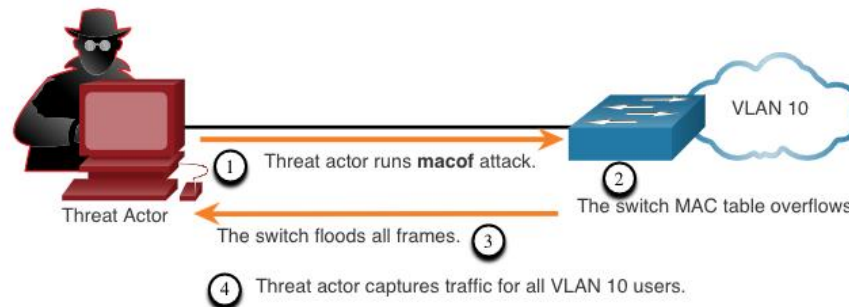 VLAN 10
1 Threat actor runs macof attack.
2
Threat Actor
The switch MAC table overflows
The switch floods all frames. 3
4 Threat actor captures traffic for all VLAN 10 users.